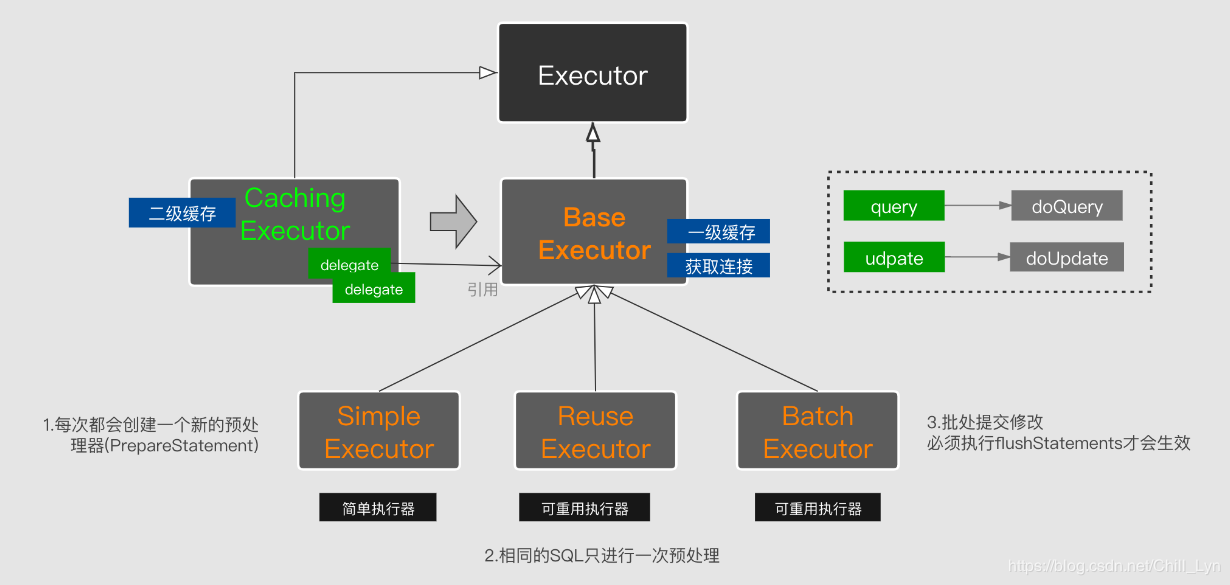 Executor
Caching
Executor
二级缓存
delegate
delegate
引用
Base
Executor
一级缓存
获取连接
query
doQuery
udpate
doUpdate
1.每次都会创建一个新的预处
理器(PrepareStatement)
Simple
Executor
Reuse
Executor
Batch
Executor
3.批处提交修改
必须执行flushStatements才会生效
简单执行器
可重用执行器
可重用执行器
2.相同的SQL只进行一次预处理
https://blog.csdn.net/Chill_Lyn